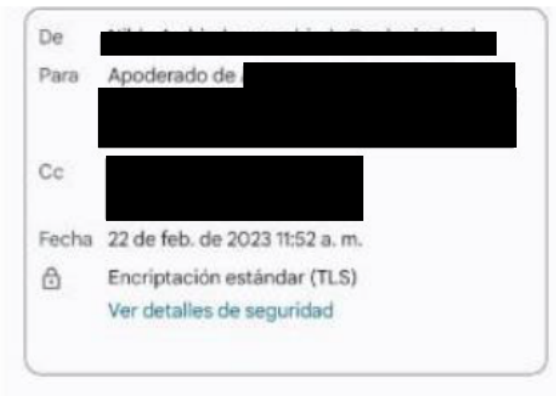 De
Para Apoderado de
Cc
Fecha 22 de feb. de 2023 11:52 a. m.
Encriptación estándar (TLS)
Ver detalles de seguridad